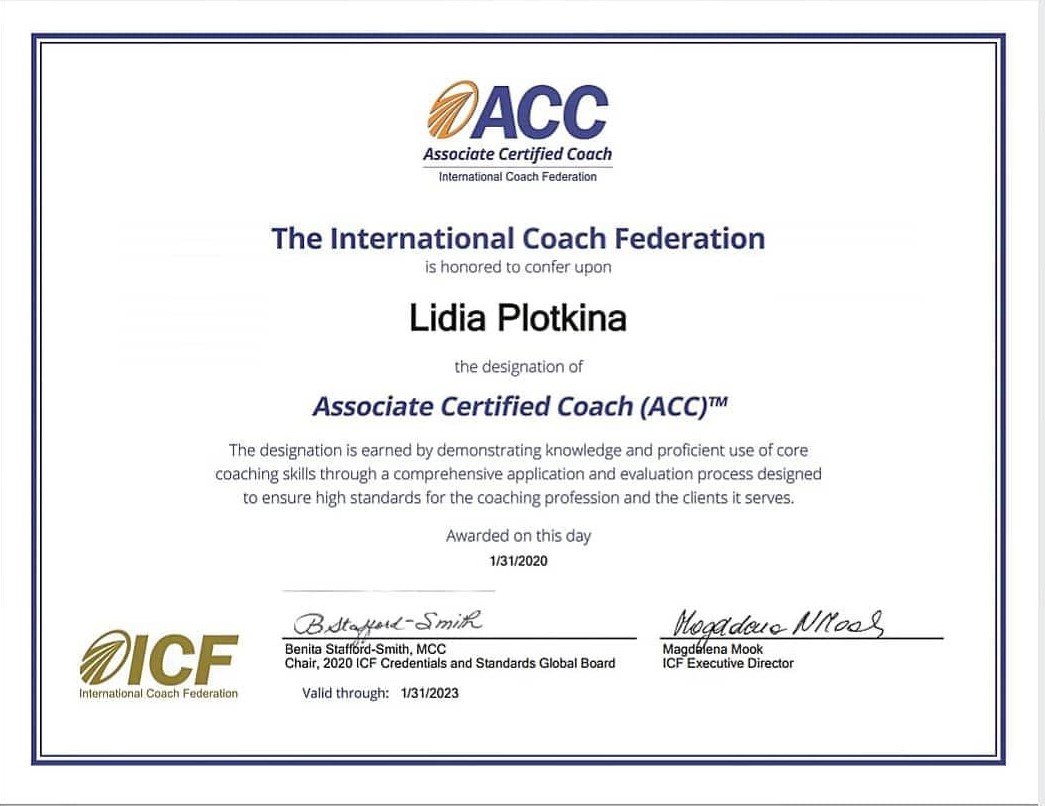 ACC
Associate Certified Coach
International Coach Federation
The International Coach Federation
is honored to confer upon
Lidia Plotkina
the designation of
Associate Certified Coach (ACC)™
The designation is earned by demonstrating knowledge and proficient use of core
coaching skills through a comprehensive application and evaluation process designed
to ensure high standards for the coaching profession and the clients it serves.
Awarded on this day
1/31/2020
B Stafford-Smith
Magdalena N Mook
Benita Stafford-Smith, MCC
Chair, 2020 ICF Credentials and Standards Global Board
Magdalena Mook
ICF Executive Director
ICF
International Coach Federation
Valid through: 1/31/2023